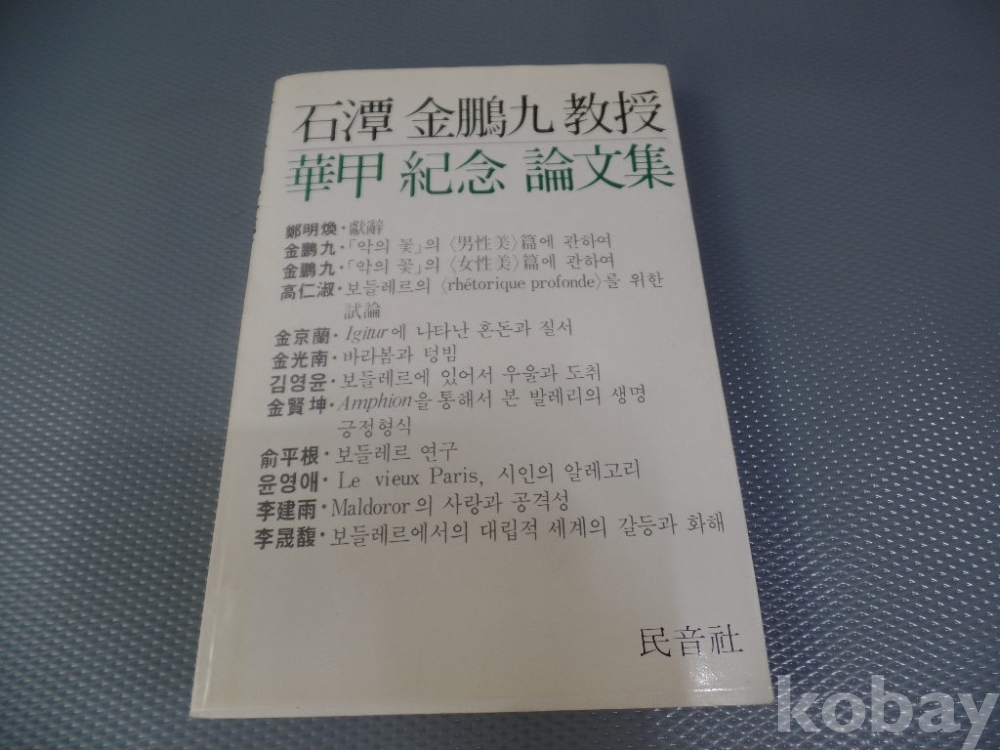 石潭 金鵬九 教授
華甲 紀念 論文集
鄭明煥·獻辭
金鵬九·「악의 꽃」의 〈男性美〉篇에 관하여
金鵬九·「악의 꽃」의 〈女性美〉篇에 관하여
高仁淑·보들레르의 〈rhétorique profonde〉를 위한
試論
金京蘭·Igitur에 나타난 혼돈과 질서
金光南·바라봄과 텅빔
김영윤·보들레르에 있어서 우울과 도취
金賢坤·Amphion을 통해서 본 발레리의 생명
긍정형식
俞平根·보들레르 연구
윤영애·Le vieux Paris, 시인의 알레고리
李建雨·Maldoror의 사랑과 공격성
李晟馥·보들레르에서의 대립적 세계의 갈등과 화해
民音社
kobay